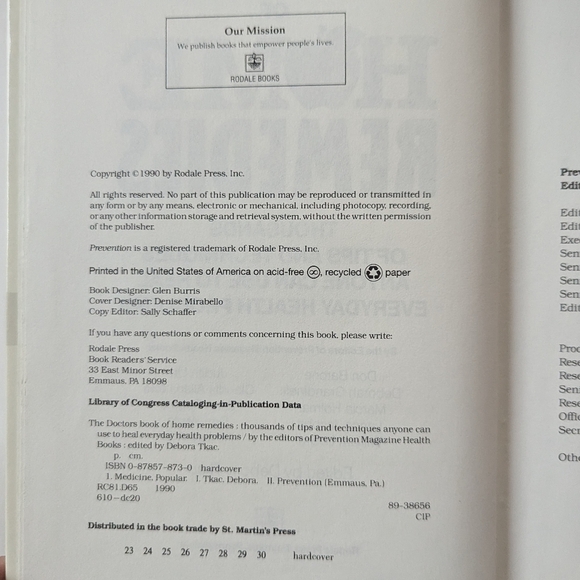 Our Mission
We publish books that empower people's lives.
RODALE BOOKS
Copyright ©1990 by Rodale Press, Inc.
All rights reserved. No part of this publication may be reproduced or transmitted in
any form or by any means, electronic or mechanical, including photocopy, recording,
or any other information storage and retrieval system, without the written permission
of the publisher.
Prevention is a registered trademark of Rodale Press, Inc.
Printed in the United States of America on acid-free ∞, recycled ♻ paper
Book Designer: Glen Burris
Cover Designer: Denise Mirabello
Copy Editor: Sally Schaffer
If you have any questions or comments concerning this book, please write:
Rodale Press
Book Readers' Service
33 East Minor Street
Emmaus, PA 18098
Library of Congress Cataloging-in-Publication Data
The Doctors book of home remedies : thousands of tips and techniques anyone can
use to heal everyday health problems / by the editors of Prevention Magazine Health
Books : edited by Debora Tkac.
p. cm.
ISBN 0-87857-873-0 hardcover
1. Medicine, Popular. I. Tkac, Debora. II. Prevention (Emmaus, Pa.)
RC81.D65 1990
610-dc20
89-38656
CIP
Distributed in the book trade by St. Martin's Press
23 24 25 26 27 28 29 30 hardcover